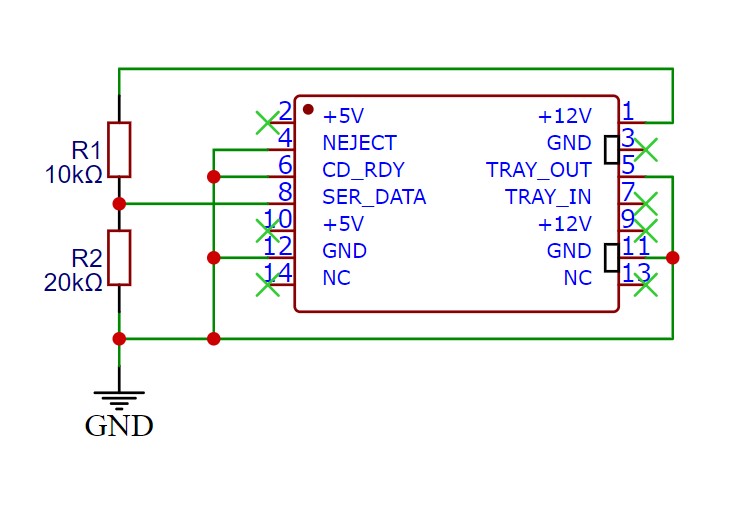 2 +5V +12V 1
4 NEJECT GND 3
R1
10kΩ
6 CD_RDY TRAY_OUT 5
8 SER_DATA TRAY_IN 7
10 +5V +12V 9
R2
20kΩ
12 GND GND 11
14 NC NC 13
GND